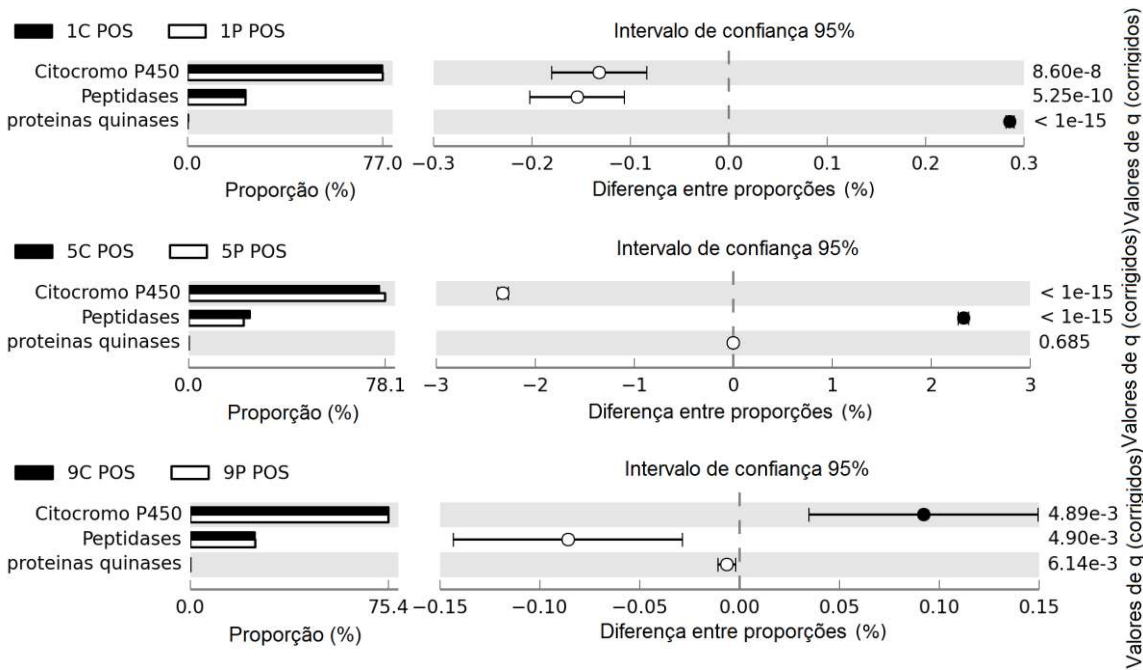 1C POS 1P POS Intervalo de confiança 95%
Citocromo P450 8.60e-8
Peptidases 5.25e-10
proteinas quinases < 1e-15
0.0 77.0 −0.3 −0.2 −0.1 0.0 0.1 0.2 0.3
Proporção (%) Diferença entre proporções (%)
Valores de q (corrigidos)
5C POS 5P POS Intervalo de confiança 95%
Citocromo P450 < 1e-15
Peptidases < 1e-15
proteinas quinases 0.685
0.0 78.1 −3 −2 −1 0 1 2 3
Proporção (%) Diferença entre proporções (%)
Valores de q (corrigidos)
9C POS 9P POS Intervalo de confiança 95%
Citocromo P450 4.89e-3
Peptidases 4.90e-3
proteinas quinases 6.14e-3
0.0 75.4 −0.15 −0.10 −0.05 0.00 0.05 0.10 0.15
Proporção (%) Diferença entre proporções (%)
Valores de q (corrigidos)